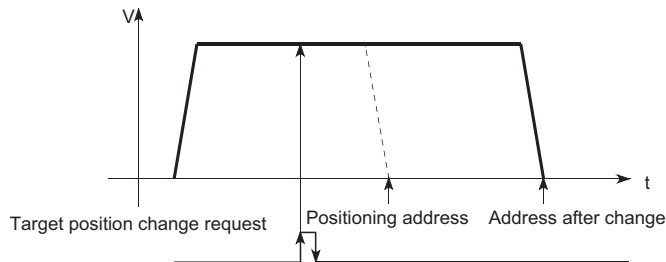 V
t
Target position change request
Positioning address
Address after change